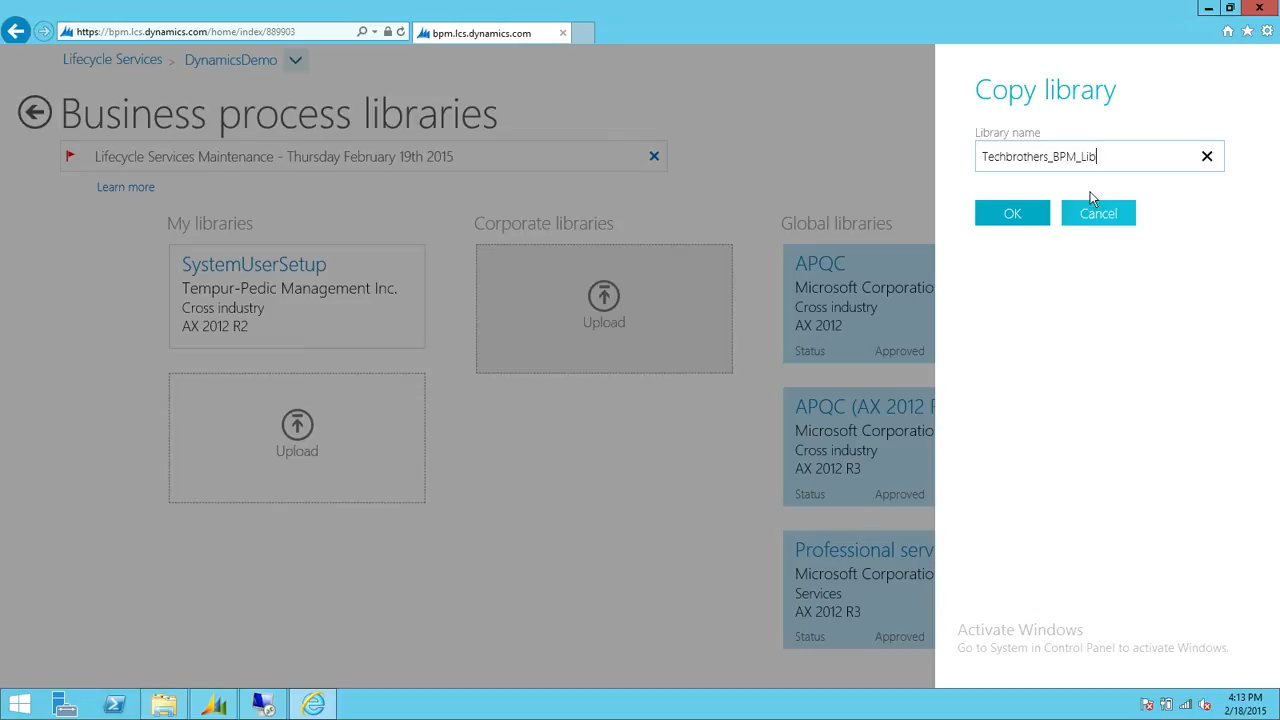 https://bpm.lcs.dynamics.com/home/index/889903
bpm.lcs.dynamics.com
Lifecycle Services > DynamicsDemo
Business process libraries
Lifecycle Services Maintenance - Thursday February 19th 2015
Learn more
My libraries
SystemUserSetup
Tempur-Pedic Management Inc.
Cross industry
AX 2012 R2
Upload
Corporate libraries
Upload
Global libraries
APQC
Microsoft Corporatio
Cross industry
AX 2012
Status Approved
APQC (AX 2012 R
Microsoft Corporatio
Cross industry
AX 2012 R3
Status Approved
Professional serv
Microsoft Corporatio
Services
AX 2012 R3
Status Approved
Copy library
Library name
Techbrothers_BPM_Lib
OK Cancel
Activate Windows
Go to System in Control Panel to activate Windows.
4:13 PM
2/18/2015